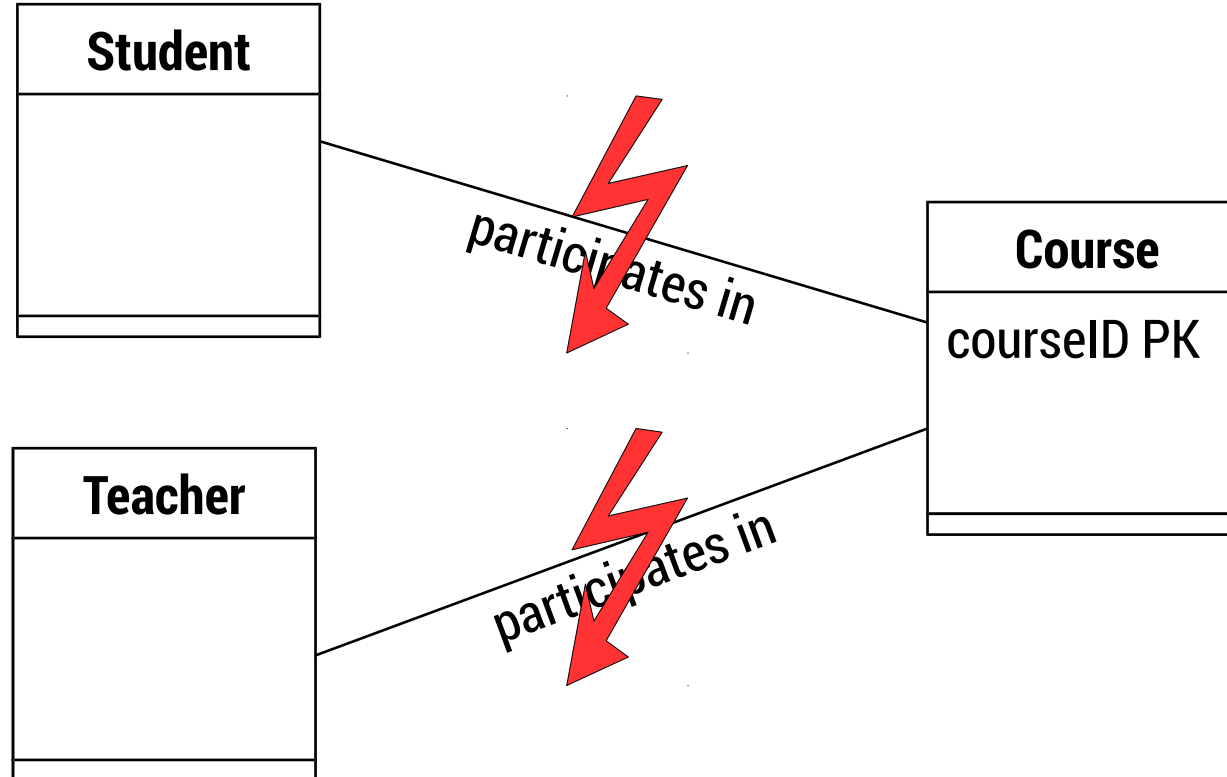 Student
participates in
Course
courseID PK
Teacher
participates in